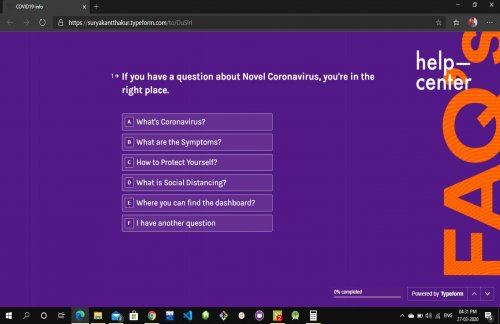 COVID19-info
https://suryakantthakur.typeform.com/to/DuSIrI
help—
center
FAQ's
1 → If you have a question about Novel Coronavirus, you're in the
right place.
A What's Coronavirus?
B What are the Symptoms?
C How to Protect Yourself?
D What is Social Distancing?
E Where you can find the dashboard?
F I have another question
0% completed
Powered by Typeform
ENG
04:31 PM
27-03-2020